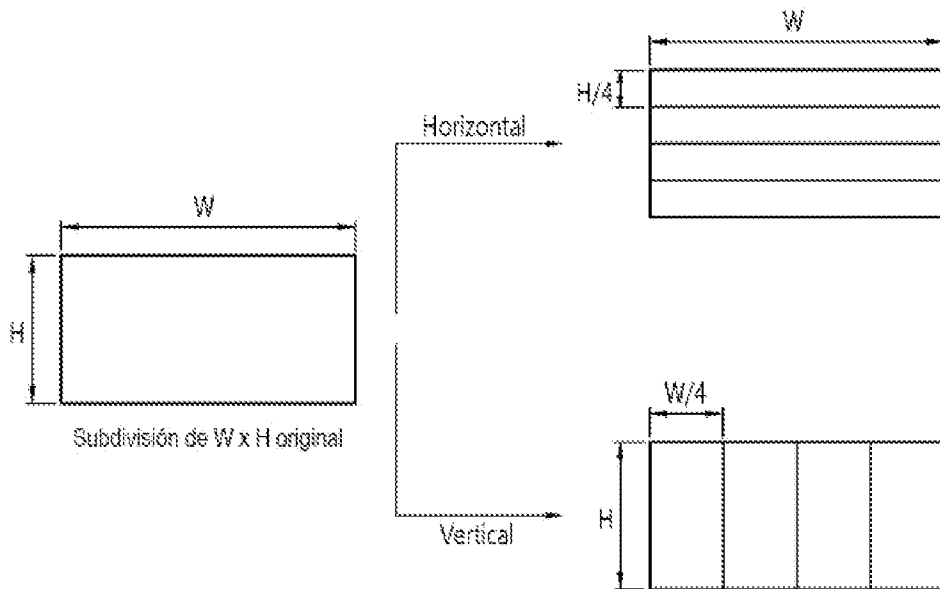 W
H
Subdivisión de W x H original
Horizontal
W
H/4
Vertical
W/4
H